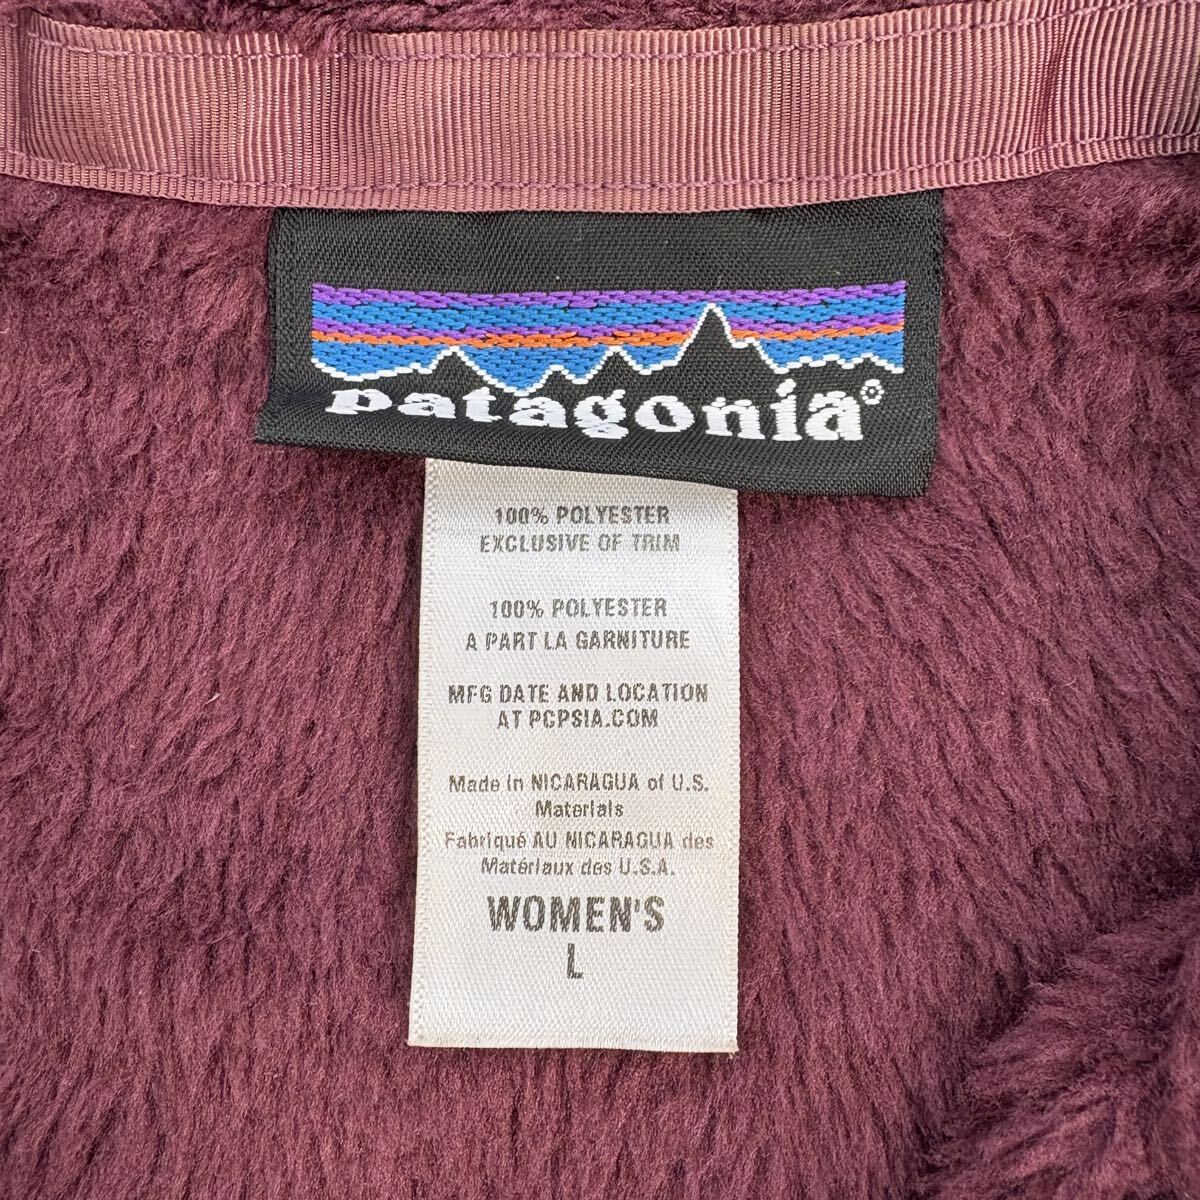 patagonia®
100% POLYESTER
EXCLUSIVE OF TRIM
100% POLYESTER
A PART LA GARNITURE
MFG DATE AND LOCATION
AT PCPSIA.COM
Made in NICARAGUA of U.S.
Materials
Fabriqué AU NICARAGUA des
Matériaux des U.S.A.
WOMEN'S
L